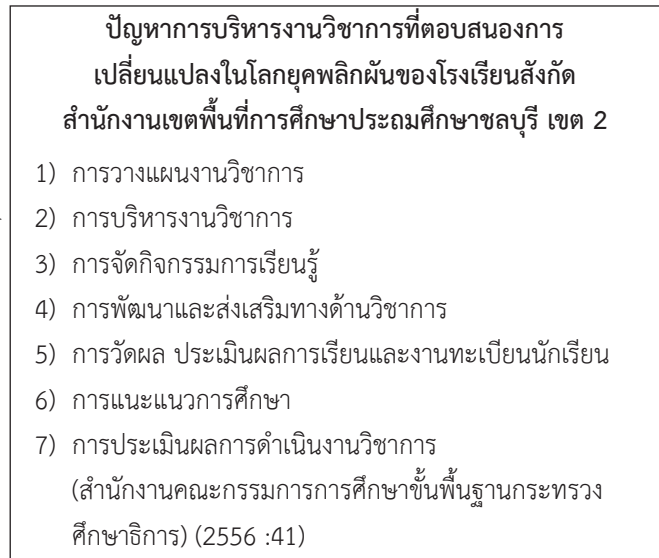 ปัญหาการบริหารงานวิชาการที่ตอบสนองการ
เปลี่ยนแปลงในโลกยุคพลิกผันของโรงเรียนสังกัด
สำนักงานเขตพื้นที่การศึกษาประถมศึกษาชลบุรี เขต 2
1) การวางแผนงานวิชาการ
2) การบริหารงานวิชาการ
3) การจัดกิจกรรมการเรียนรู้
4) การพัฒนาและส่งเสริมทางด้านวิชาการ
5) การวัดผล ประเมินผลการเรียนและงานทะเบียนนักเรียน
6) การแนะแนวการศึกษา
7) การประเมินผลการดำเนินงานวิชาการ
(สำนักงานคณะกรรมการการศึกษาขั้นพื้นฐานกระทรวง
ศึกษาธิการ) (2556 :41)